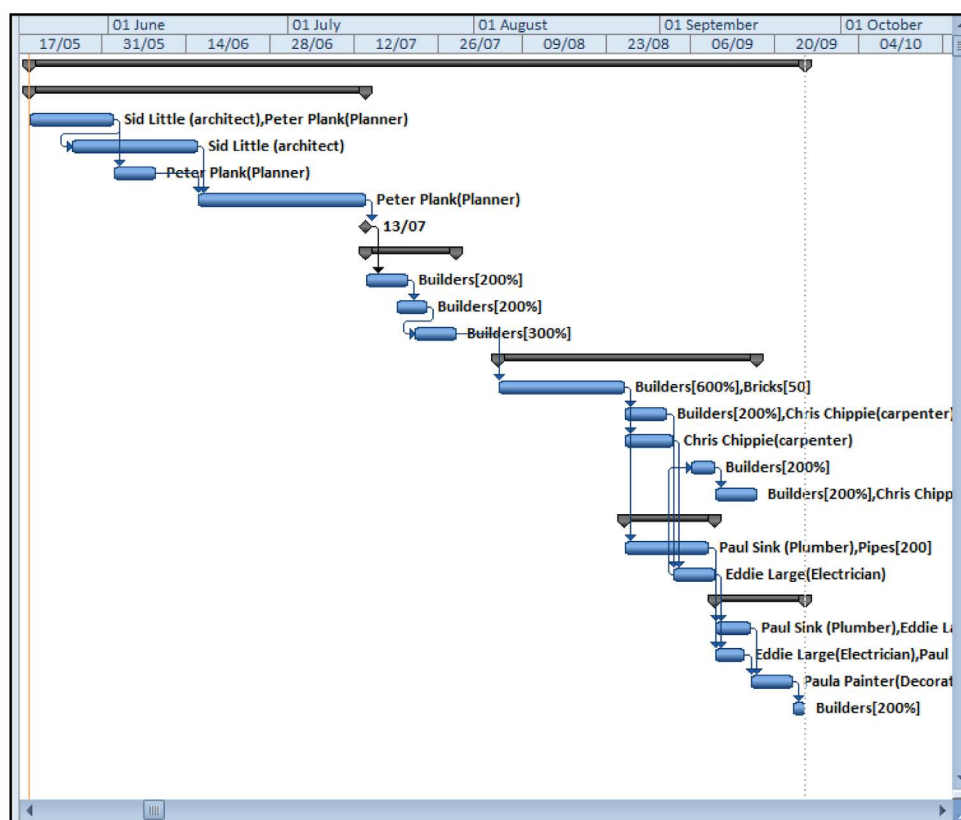 01 June 01 July 01 August 01 September 01 October
17/05 31/05 14/06 28/06 12/07 26/07 09/08 23/08 06/09 20/09 04/10
Sid Little (architect),Peter Plank(Planner)
Sid Little (architect)
Peter Plank(Planner)
Peter Plank(Planner)
13/07
Builders[200%]
Builders[200%]
Builders[300%]
Builders[600%],Bricks[50]
Builders[200%],Chris Chippie(carpenter)
Chris Chippie(carpenter)
Builders[200%]
Builders[200%],Chris Chipp
Paul Sink (Plumber),Pipes[200]
Eddie Large(Electrician)
Paul Sink (Plumber),Eddie La
Eddie Large(Electrician),Paul
Paula Painter(Decorat
Builders[200%]